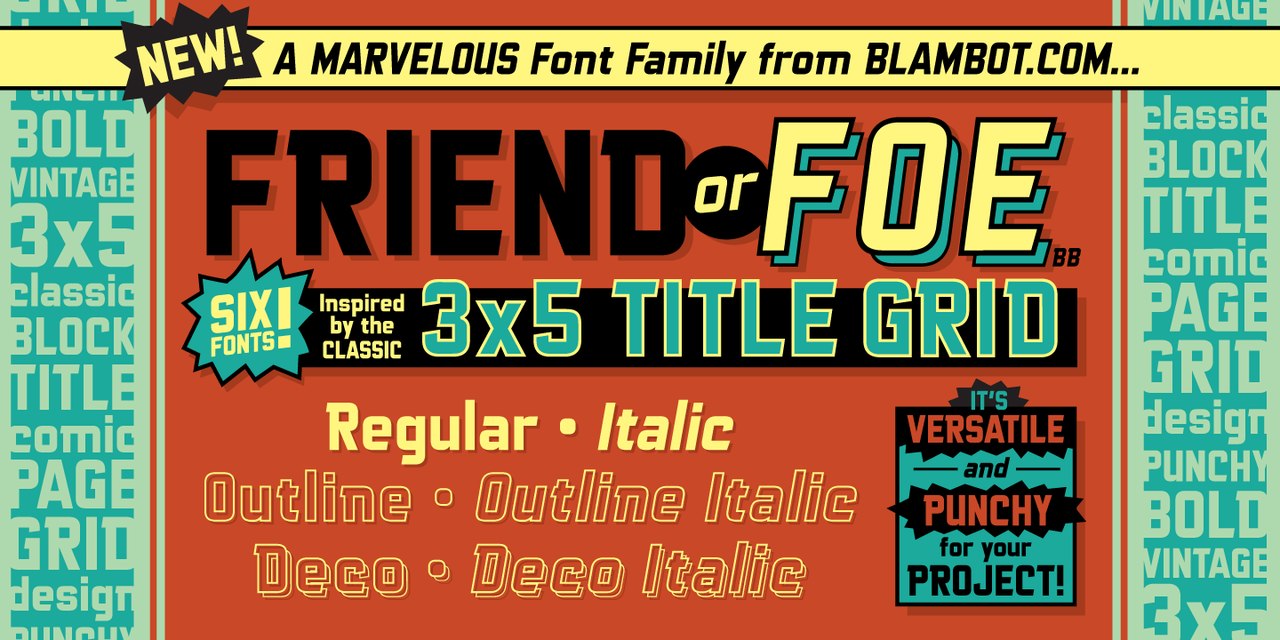 NEW!
A MARVELOUS Font Family from BLAMBOT.COM...
FRIEND or FOE BB
SIX!
FONTS
Inspired
by the
CLASSIC
3x5 TITLE GRID
Regular • Italic
Outline • Outline Italic
Deco • Deco Italic
IT'S
VERSATILE
and
PUNCHY
for your
PROJECT!
PUNCHY
BOLD
VINTAGE
3x5
classic
BLOCK
TITLE
comic
PAGE
GRID
design
PUNCHY
VINTAGE
classic
BLOCK
TITLE
comic
PAGE
GRID
design
PUNCHY
BOLD
VINTAGE
3x5